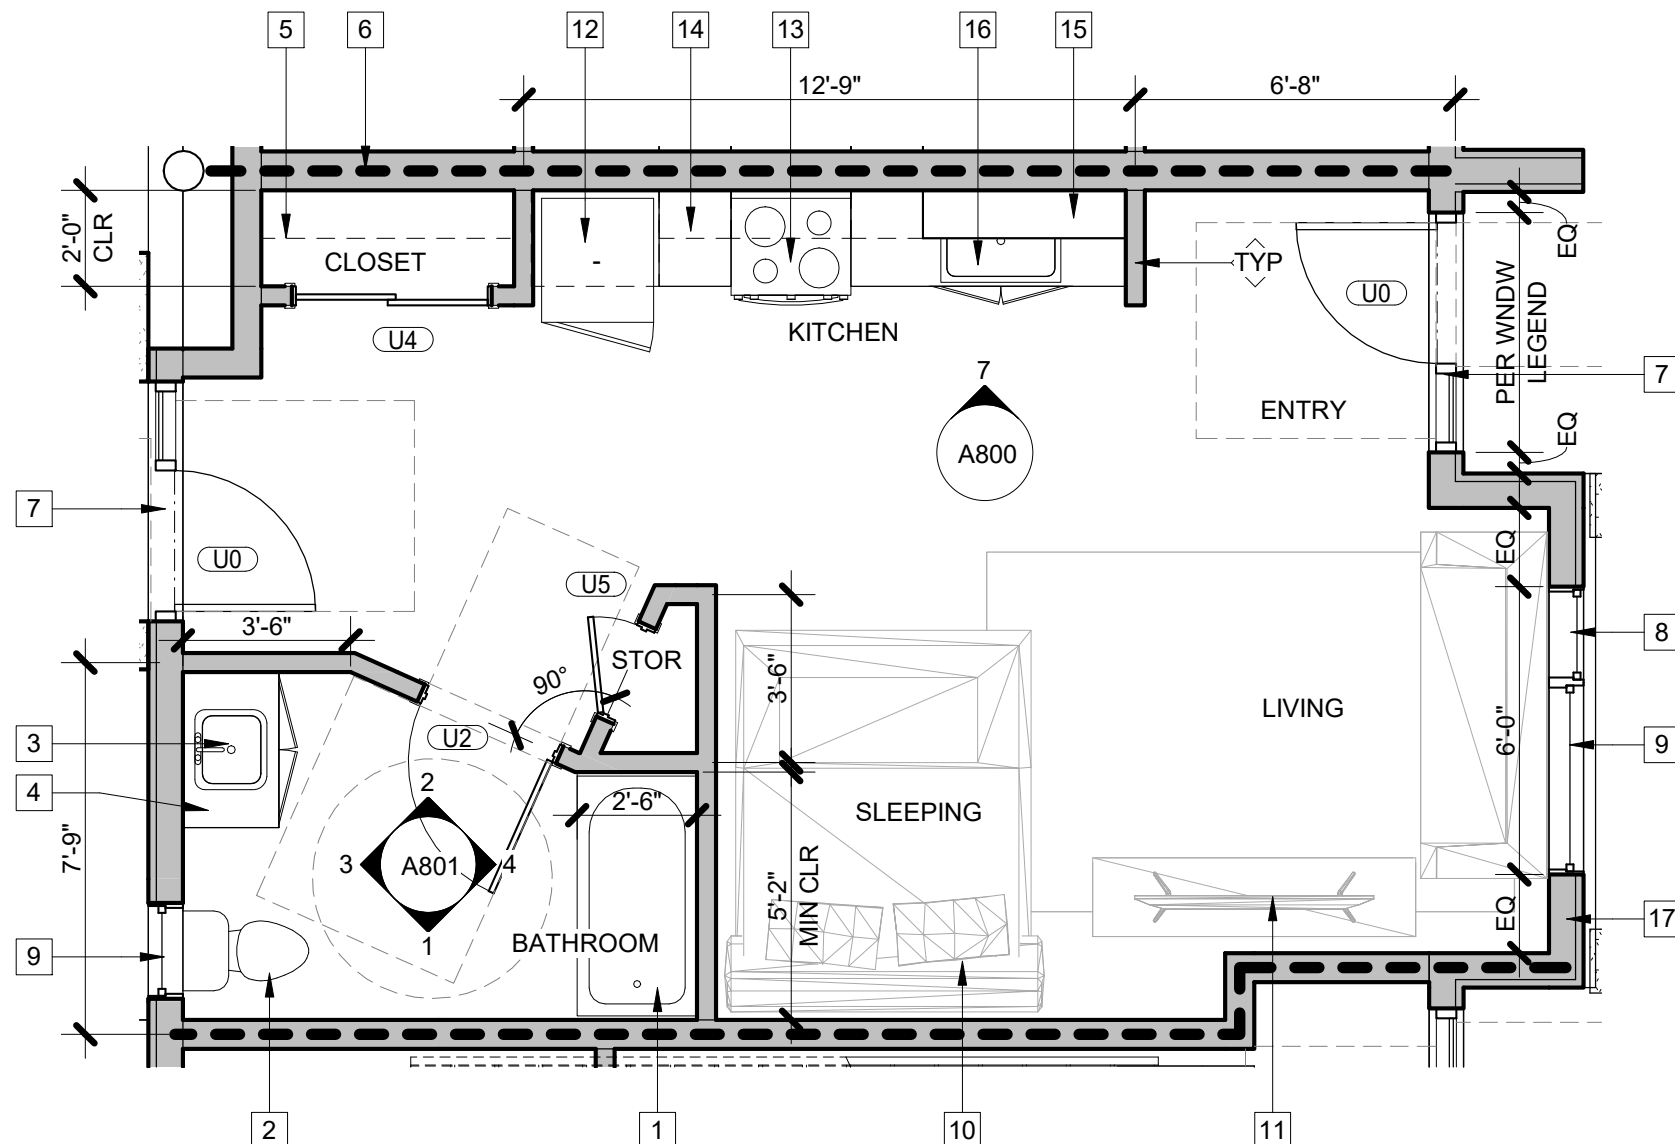 5
6
12
14
13
16
15
12'-9"
6'-8"
2'-0"
CLR
CLOSET
-
TYP
EQ
U0
U4
KITCHEN
PER WNDW
LEGEND
7
7
ENTRY
EQ
A800
7
U0
U5
EQ
3'-6"
STOR
3'-6"
8
90°
LIVING
U2
6'-0"
3
9
4
2
2'-6"
SLEEPING
7'-9"
3
A801
4
5'-2"
MIN CLR
EQ
17
1
BATHROOM
9
2
1
10
11